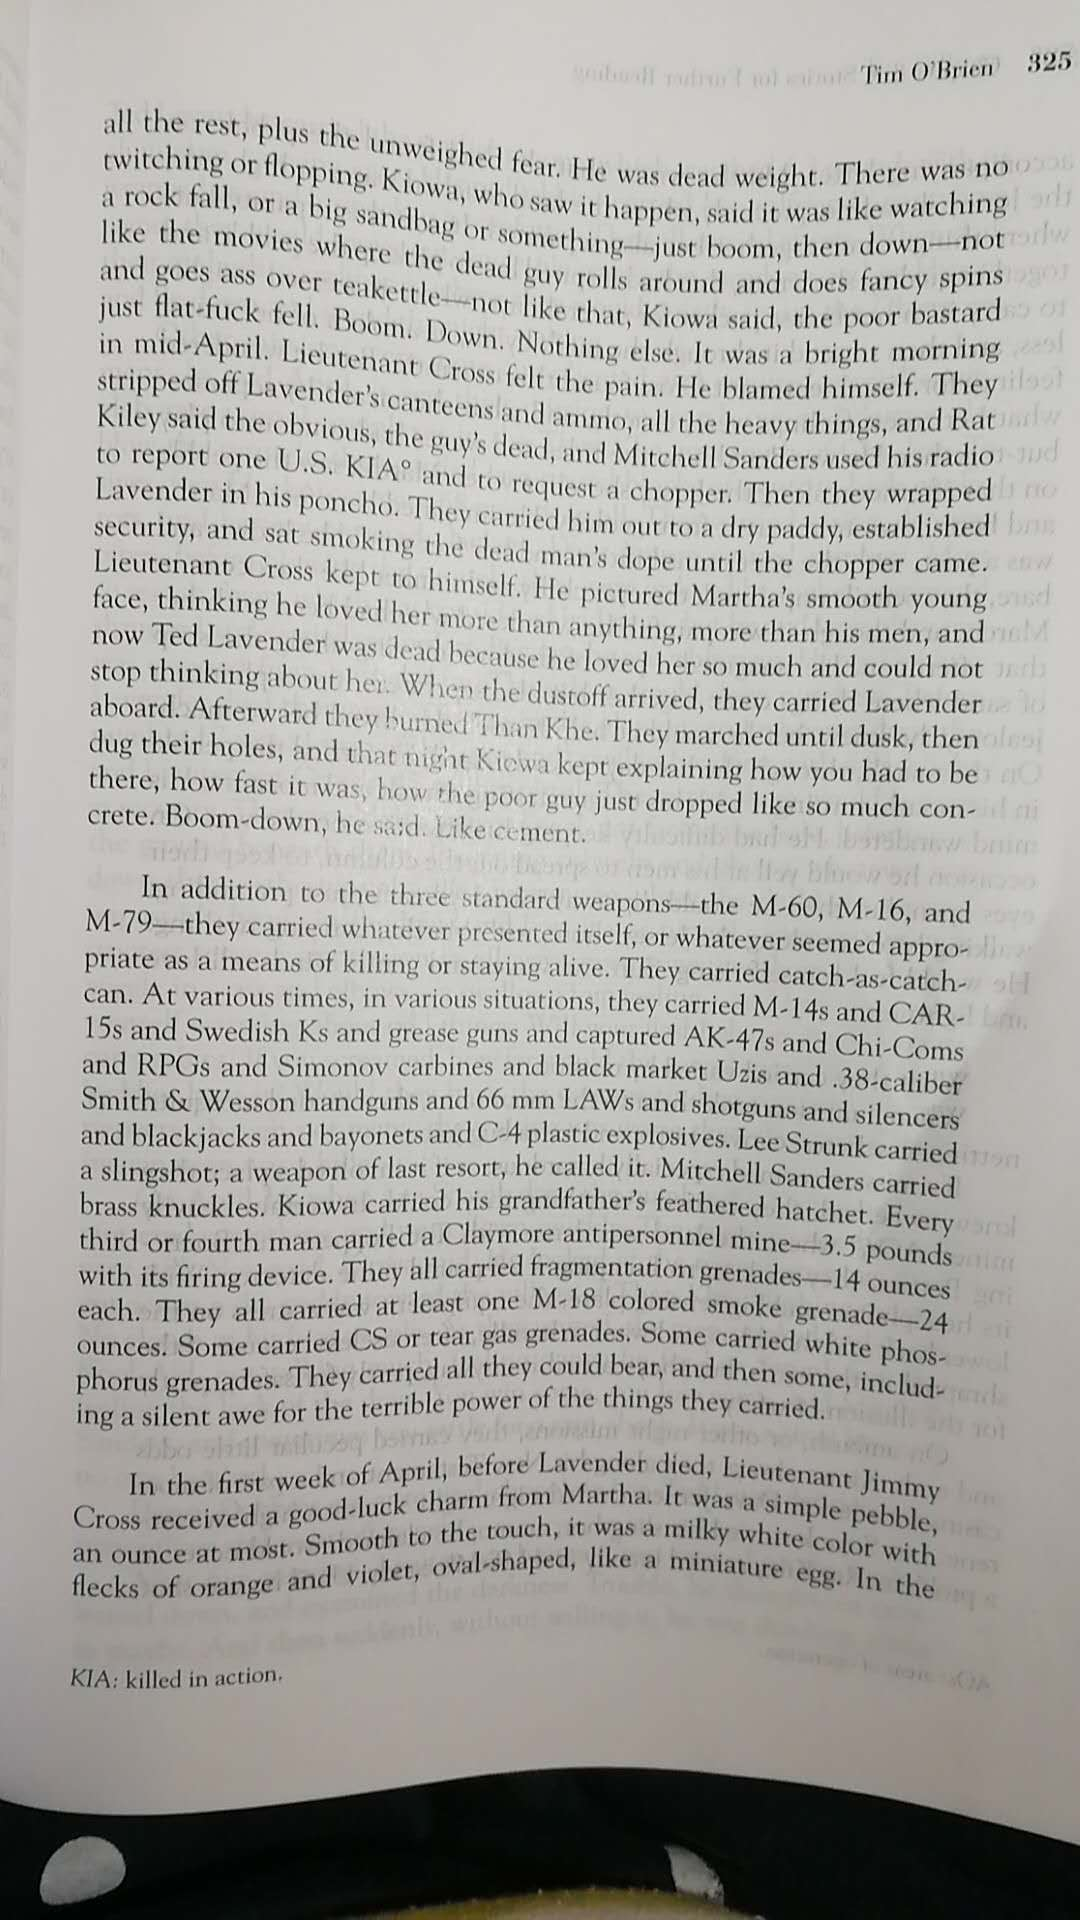 Tim O'Brien 325
all the rest, plus the unweighed fear. He was dead weight. There was no
twitching or flopping. Kiowa, who saw it happen, said it was like watching
a rock fall, or a big sandbag or something—just boom, then down—not
like the movies where the dead guy rolls around and does fancy spins
and goes ass over teakettle—not like that, Kiowa said, the poor bastard
just flat-fuck fell. Boom. Down. Nothing else. It was a bright morning
in mid-April. Lieutenant Cross felt the pain. He blamed himself. They
stripped off Lavender's canteens and ammo, all the heavy things, and Rat
Kiley said the obvious, the guy's dead, and Mitchell Sanders used his radio
to report one U.S. KIA° and to request a chopper. Then they wrapped
Lavender in his poncho. They carried him out to a dry paddy, established
security, and sat smoking the dead man's dope until the chopper came.
Lieutenant Cross kept to himself. He pictured Martha's smooth young
face, thinking he loved her more than anything, more than his men, and
now Ted Lavender was dead because he loved her so much and could not
stop thinking about her. When the dustoff arrived, they carried Lavender
aboard. Afterward they burned Than Khe. They marched until dusk, then
dug their holes, and that night Kiowa kept explaining how you had to be
there, how fast it was, how the poor guy just dropped like so much con-
crete. Boom-down, he said. Like cement.
In addition to the three standard weapons—the M-60, M-16, and
M-79—they carried whatever presented itself, or whatever seemed appro-
priate as a means of killing or staying alive. They carried catch-as-catch-
can. At various times, in various situations, they carried M-14s and CAR-
15s and Swedish Ks and grease guns and captured AK-47s and Chi-Coms
and RPGs and Simonov carbines and black market Uzis and .38-caliber
Smith & Wesson handguns and 66 mm LAWs and shotguns and silencers
and blackjacks and bayonets and C-4 plastic explosives. Lee Strunk carried
a slingshot; a weapon of last resort, he called it. Mitchell Sanders carried
brass knuckles. Kiowa carried his grandfather's feathered hatchet. Every
third or fourth man carried a Claymore antipersonnel mine—3.5 pounds
with its firing device. They all carried fragmentation grenades—14 ounces
each. They all carried at least one M-18 colored smoke grenade—24
ounces. Some carried CS or tear gas grenades. Some carried white phos-
phorus grenades. They carried all they could bear, and then some, includ-
ing a silent awe for the terrible power of the things they carried.
In the first week of April, before Lavender died, Lieutenant Jimmy
Cross received a good-luck charm from Martha. It was a simple pebble,
an ounce at most. Smooth to the touch, it was a milky white color with
flecks of orange and violet, oval-shaped, like a miniature egg. In the
KIA: killed in action.